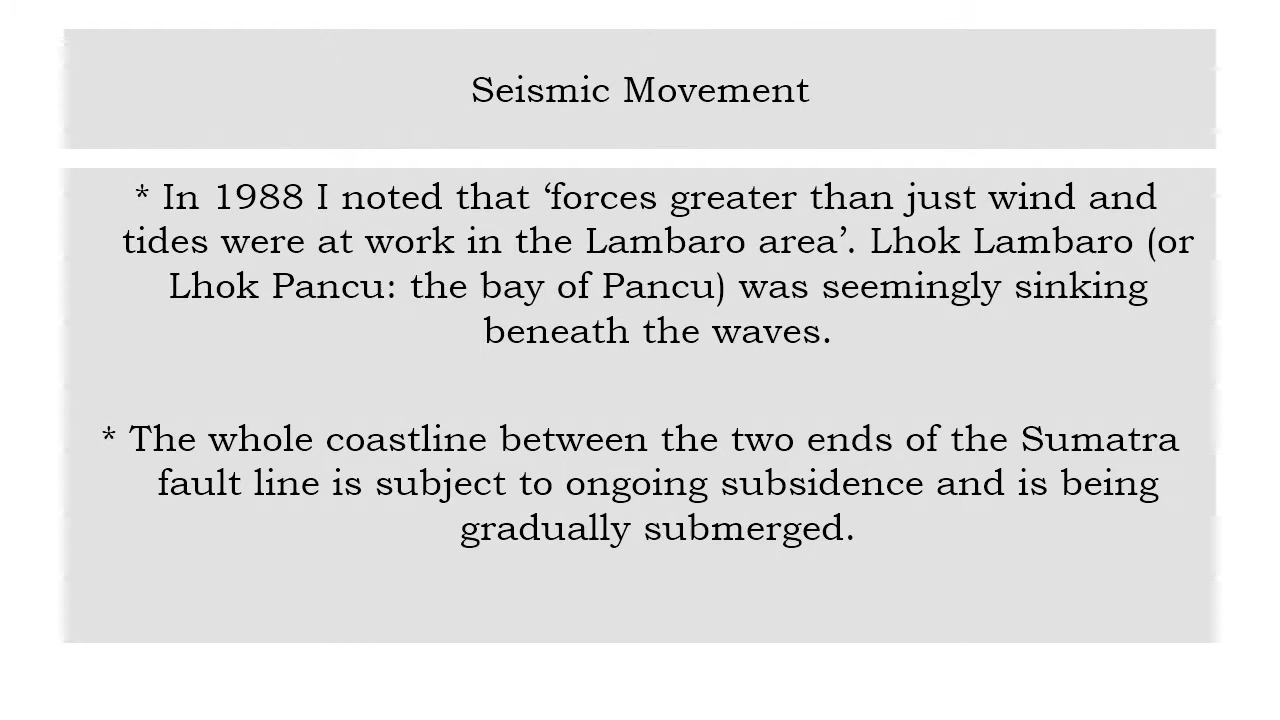 Seismic Movement
* In 1988 I noted that ‘forces greater than just wind and
tides were at work in the Lambaro area’. Lhok Lambaro (or
Lhok Pancu: the bay of Pancu) was seemingly sinking
beneath the waves.
* The whole coastline between the two ends of the Sumatra
fault line is subject to ongoing subsidence and is being
gradually submerged.